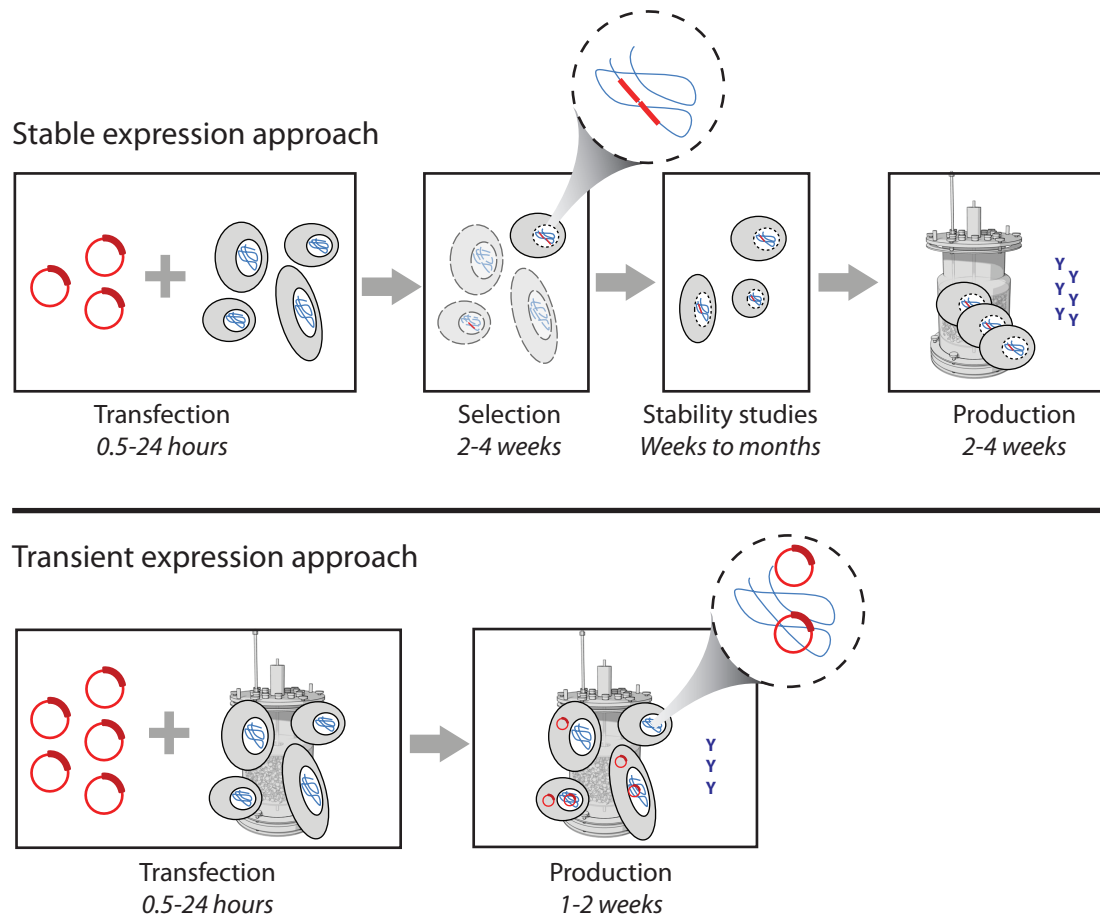 Stable expression approach
Transfection
0.5-24 hours
Selection
2-4 weeks
Stability studies
Weeks to months
Production
2-4 weeks
Y
Y
Y
Y
Y
Y
Transient expression approach
Transfection
0.5-24 hours
Production
1-2 weeks
Y
Y
Y